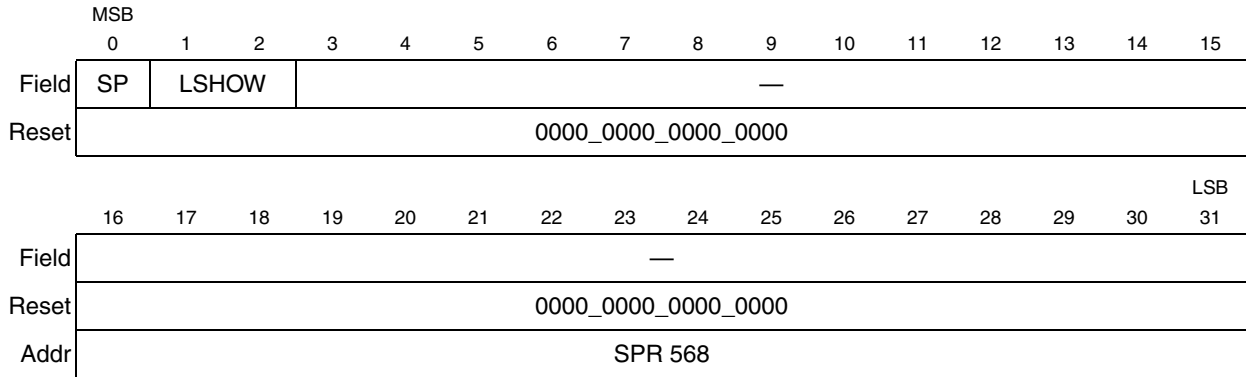 MSB
0 1 2 3 4 5 6 7 8 9 10 11 12 13 14 15
Field SP LSHOW —
Reset 0000_0000_0000_0000
LSB
16 17 18 19 20 21 22 23 24 25 26 27 28 29 30 31
Field —
Reset 0000_0000_0000_0000
Addr SPR 568